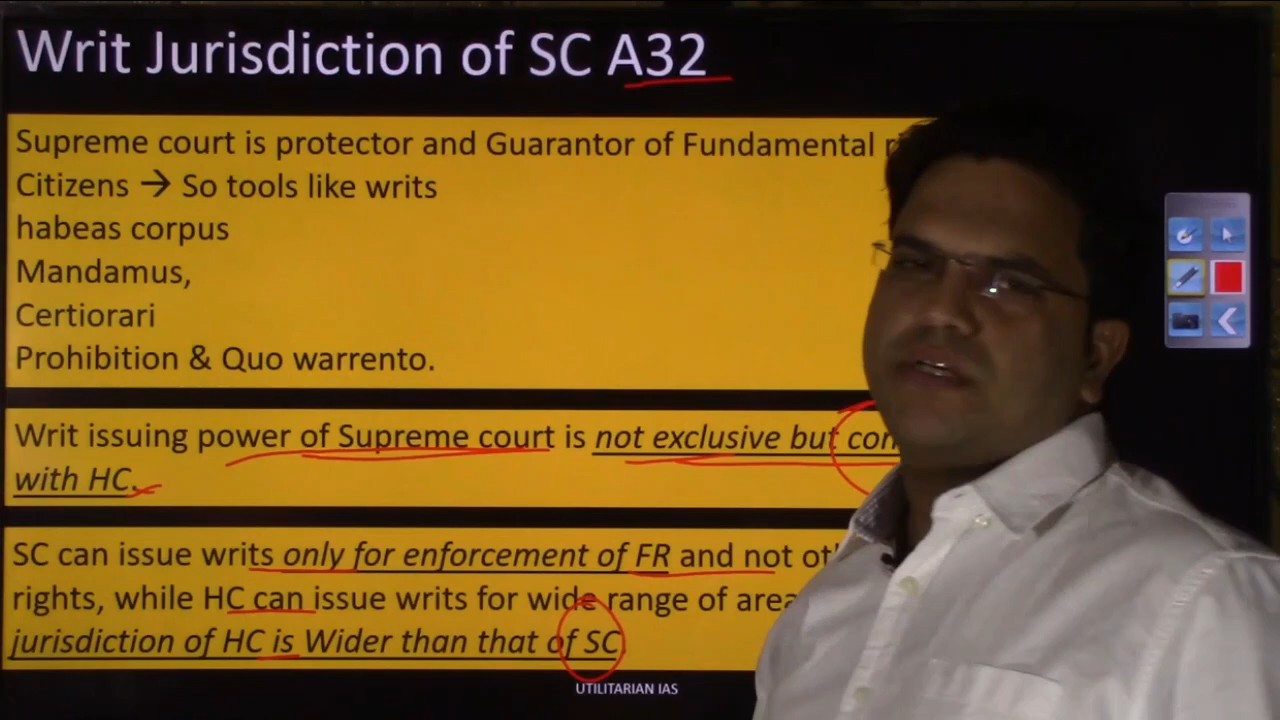 Writ Jurisdiction of SC A32
Supreme court is protector and Guarantor of Fundamental
Citizens → So tools like writs
habeas corpus
Mandamus,
Certiorari
Prohibition & Quo warrento.
Writ issuing power of Supreme court is not exclusive but
with HC.
SC can issue writs only for enforcement of FR and not
rights, while HC can issue writs for wide range of
jurisdiction of HC is Wider than that of SC
UTILITARIAN IAS